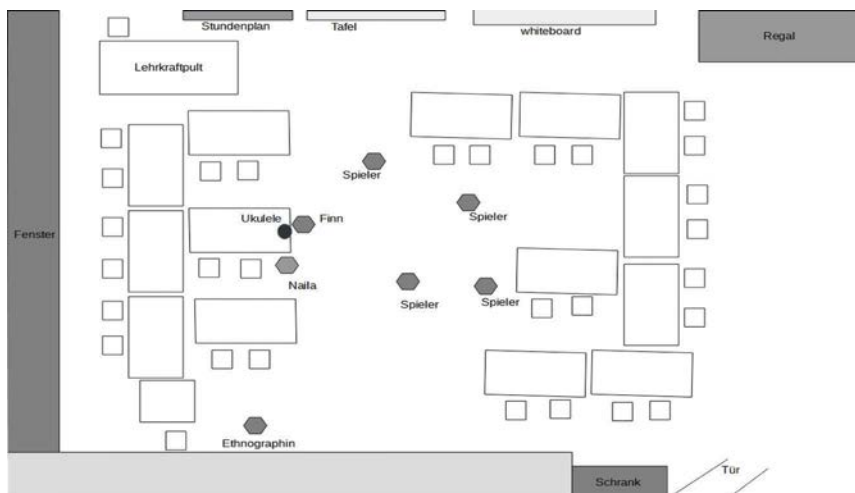 Stundenplan
Tafel
whiteboard
Regal
Lehrkraftpult
Spieler
Spieler
Ukulele
Finn
Fenster
Naila
Spieler
Spieler
Ethnographin
Tür
Schrank